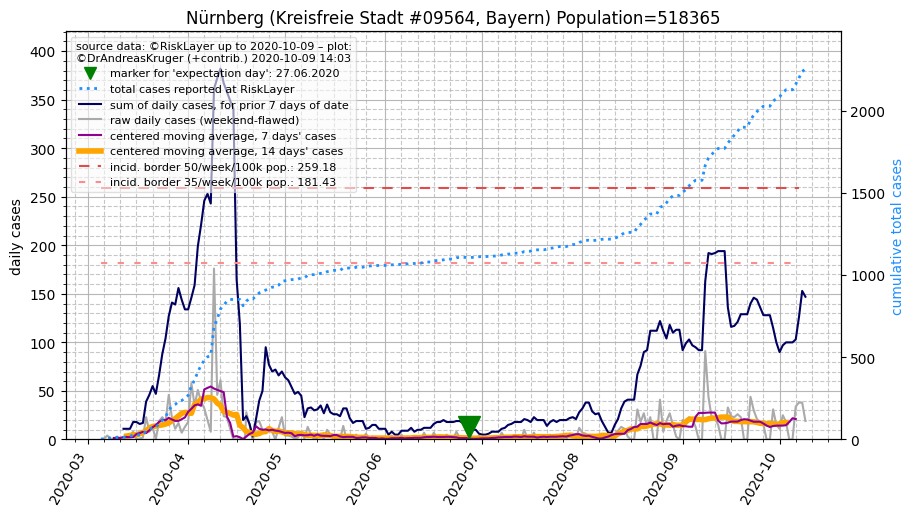 Nürnberg (Kreisfreie Stadt #09564, Bayern) Population=518365
source data: ©RiskLayer up to 2020-10-09 – plot:
©DrAndreasKruger (+contrib.) 2020-10-09 14:03
marker for 'expectation day': 27.06.2020
total cases reported at RiskLayer
sum of daily cases, for prior 7 days of date
raw daily cases (weekend-flawed)
centered moving average, 7 days' cases
centered moving average, 14 days' cases
incid. border 50/week/100k pop.: 259.18
incid. border 35/week/100k pop.: 181.43
daily cases
400
350
300
250
200
150
100
50
0
cumulative total cases
2000
1500
1000
500
0
2020-03
2020-04
2020-05
2020-06
2020-07
2020-08
2020-09
2020-10